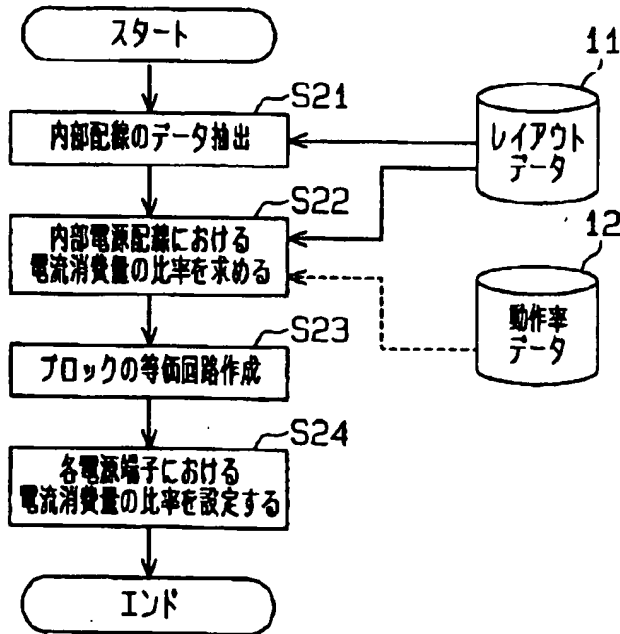 スタート
S21
内部配線のデータ抽出
S22
内部電源配線における
電流消費量の比率を求める
S23
ブロックの等価回路作成
S24
各電源端子における
電流消費量の比率を設定する
エンド
11
レイアウト
データ
12
動作率
データ